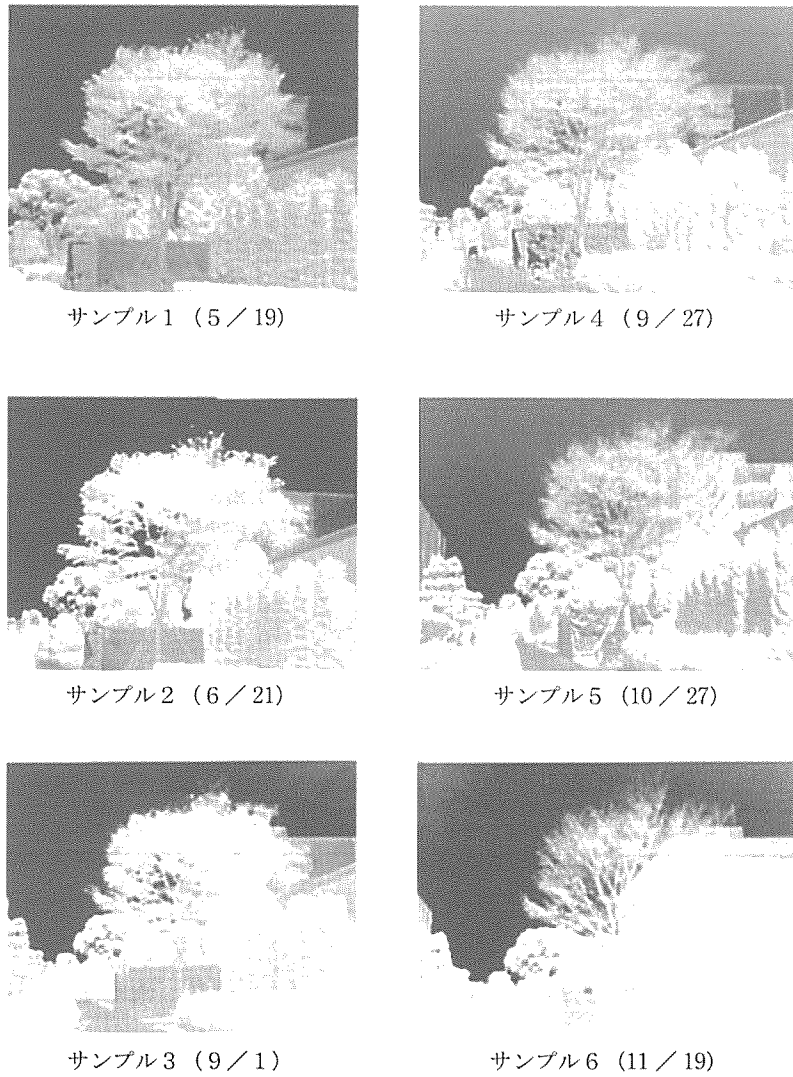 サンプル1 (5/19)
サンプル4 (9/27)
サンプル2 (6/21)
サンプル5 (10/27)
サンプル3 (9/1)
サンプル6 (11/19)